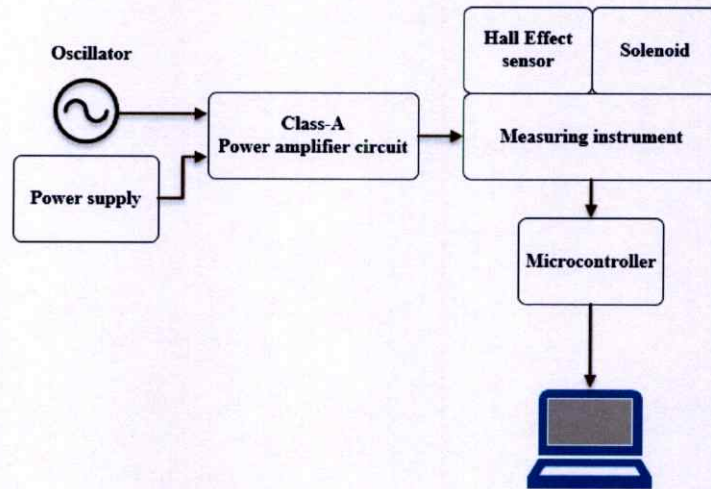 Oscillator
Hall Effect
sensor
Solenoid
Class-A
Power amplifier circuit
Measuring instrument
Power supply
Microcontroller